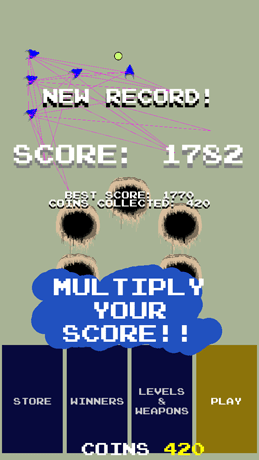 NEW RECORD!
SCORE: 1782
BEST SCORE: 1770
COINS COLLECTED: 420
MULTIPLY
YOUR
SCORE!!
STORE
WINNERS
LEVELS
&
WEAPONS
PLAY
COINS 420